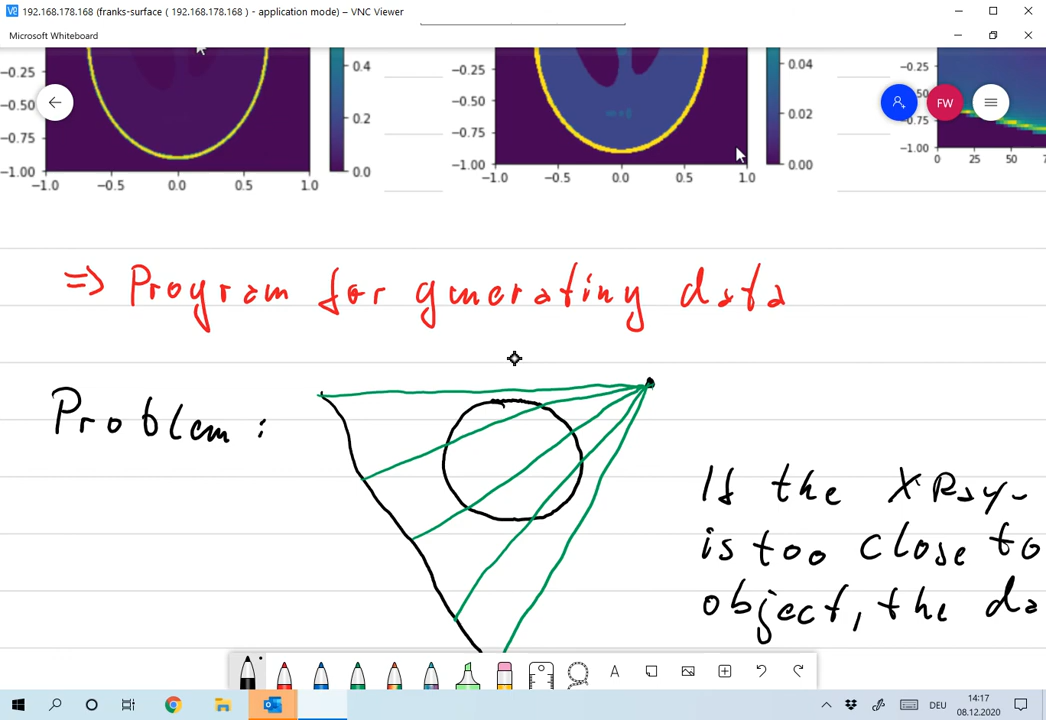 192.168.178.168 (franks-surface ( 192.168.178.168 ) - application mode) – VNC Viewer
Microsoft Whiteboard
-0.25
-0.50
-0.75
-1.00
-1.0 -0.5 0.0 0.5 1.0
0.4
0.2
0.0
-0.25
-0.50
-0.75
-1.00
-1.0 -0.5 0.0 0.5 1.0
0.04
0.02
0.00
FW
-0.25
-0.75
-1.00
0 25 50
=> Program for generating data
Problem:
If the XRay-
is too close to
object, the da
A
DEU
14:17
08.12.2020